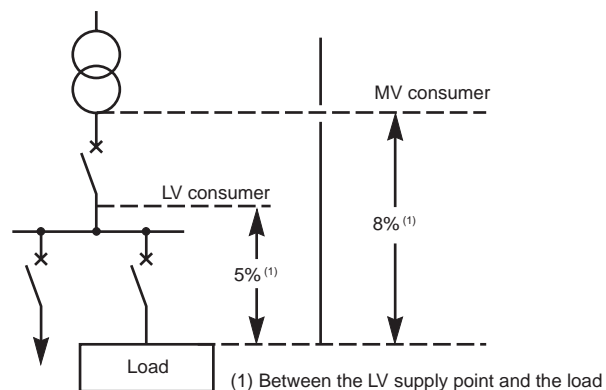 MV consumer
LV consumer
8% (1)
5% (1)
Load
(1) Between the LV supply point and the load